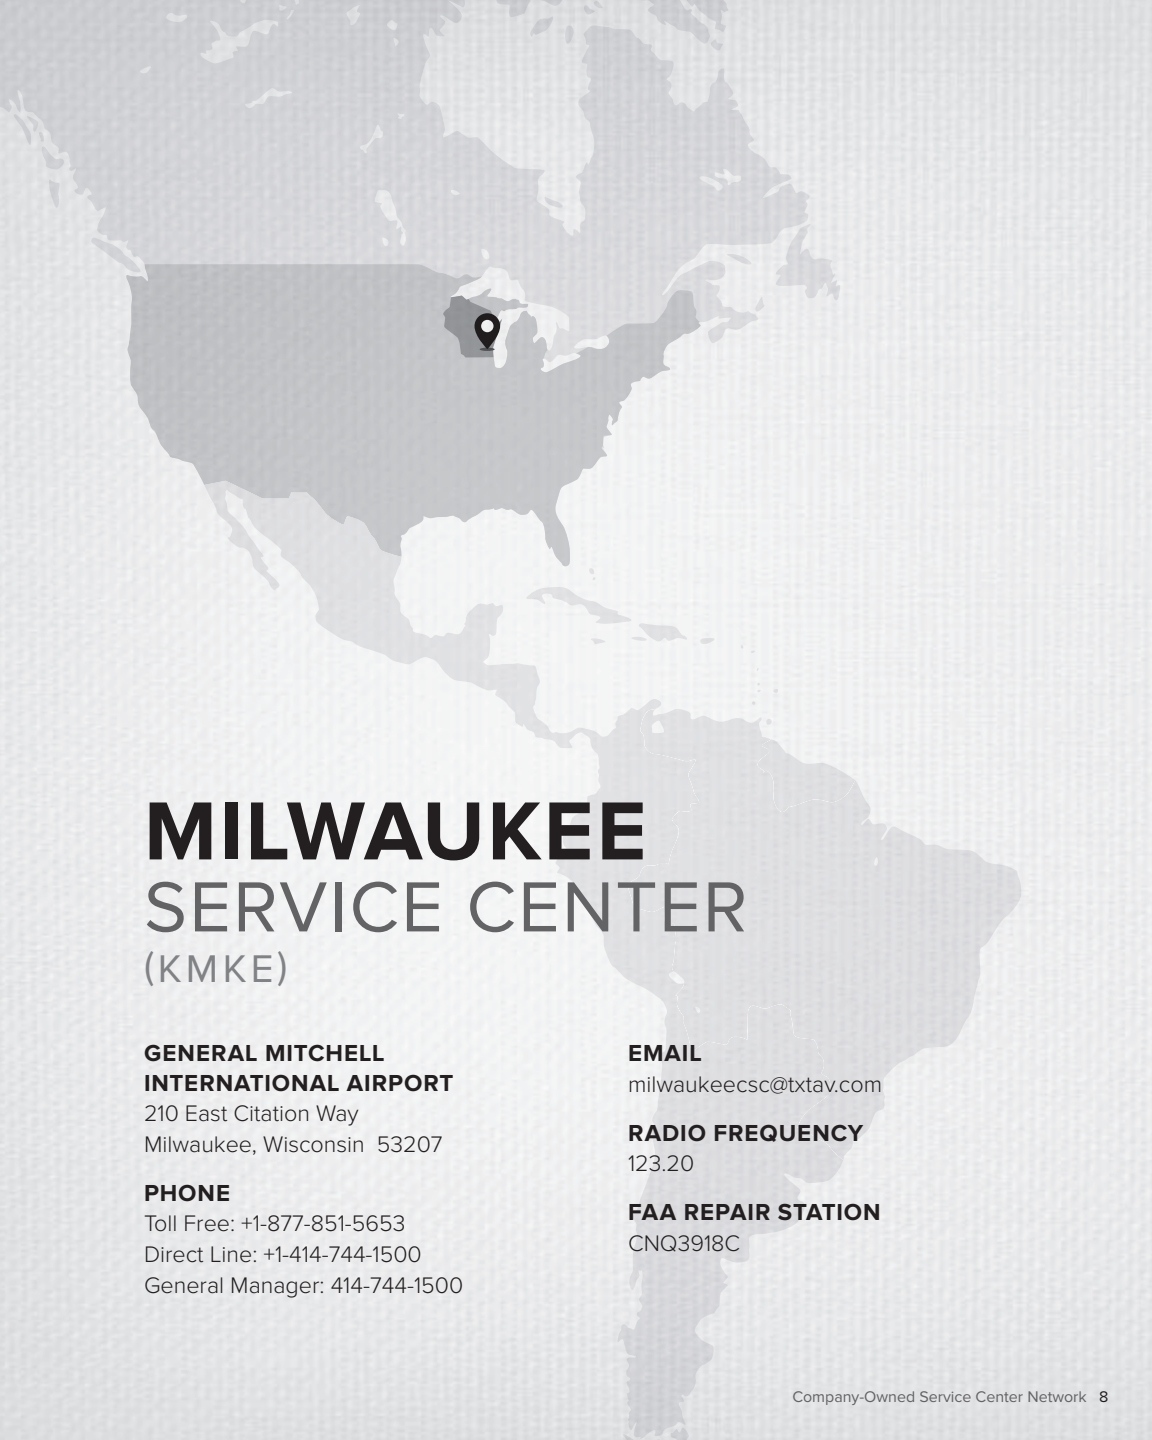 MILWAUKEE
SERVICE CENTER
(KMKE)
GENERAL MITCHELL
INTERNATIONAL AIRPORT
210 East Citation Way
Milwaukee, Wisconsin  53207
PHONE
Toll Free: +1-877-851-5653
Direct Line: +1-414-744-1500
General Manager: 414-744-1500
EMAIL
milwaukeecsc@txtav.com
RADIO FREQUENCY
123.20
FAA REPAIR STATION
CNQ3918C
Company-Owned Service Center Network 8